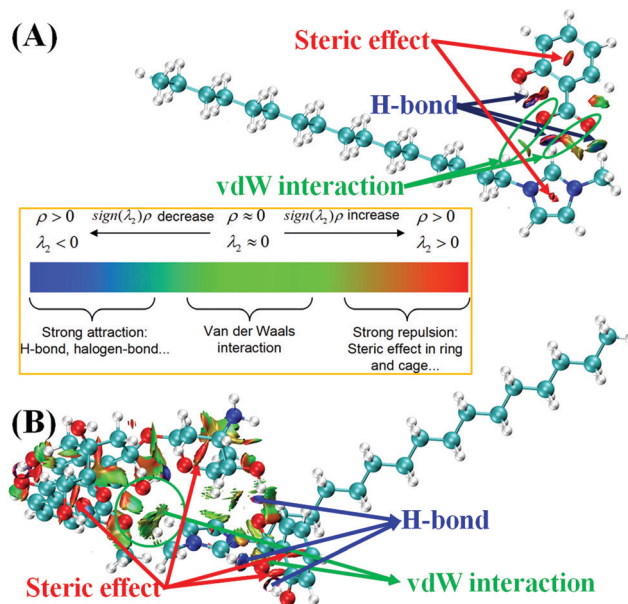 (A)
Steric effect
H-bond
vdW interaction
ρ > 0 sign(λ₂)ρ decrease ρ ≈ 0 sign(λ₂)ρ increase ρ > 0
λ₂ < 0 λ₂ ≈ 0 λ₂ > 0
Strong attraction: Van der Waals Strong repulsion:
H-bond, halogen-bond... interaction Steric effect in ring
and cage...
(B)
H-bond
Steric effect
vdW interaction